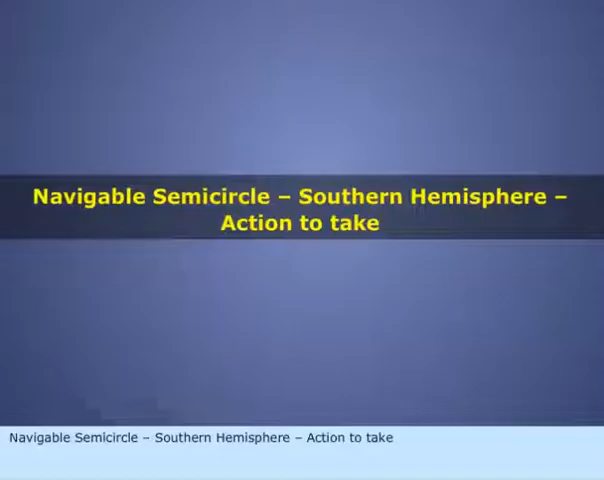 Navigable Semicircle – Southern Hemisphere –
Action to take
Navigable Semicircle – Southern Hemisphere – Action to take